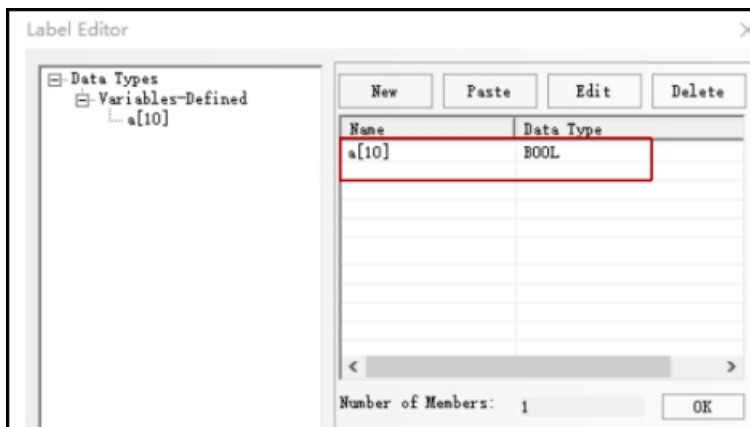 Label Editor
Data Types
Variables-Defined
a[10]
New Paste Edit Delete
Name Data Type
a[10] BOOL
Number of Members: 1 OK